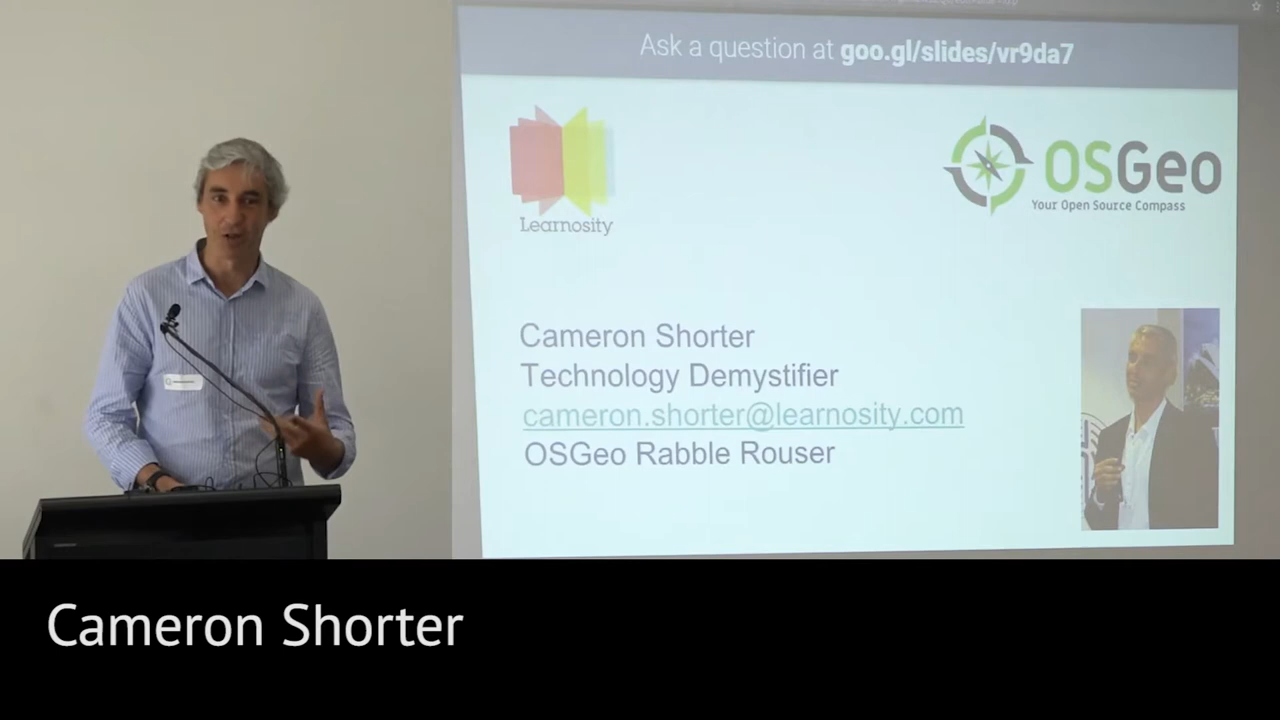 Ask a question at goo.gl/slides/vr9da7
Learnosity
OSGeo
Your Open Source Compass
Cameron Shorter
Technology Demystifier
cameron.shorter@learnosity.com
OSGeo Rabble Rouser
Cameron Shorter